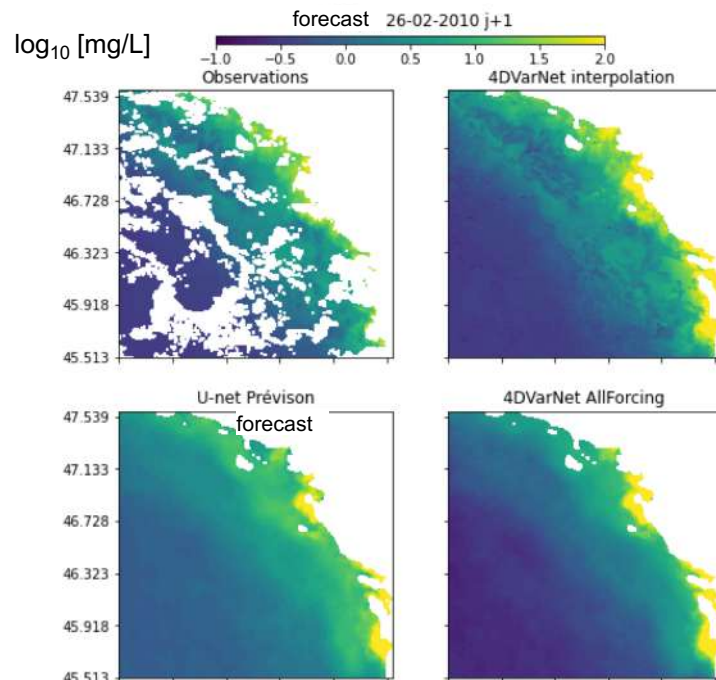 forecast 26-02-2010 j+1
log₁₀ [mg/L]
−1.0 −0.5 0.0 0.5 1.0 1.5 2.0
Observations
4DVarNet interpolation
47.539
47.133
46.728
46.323
45.918
45.513
U-net Prévison
4DVarNet AllForcing
forecast
47.539
47.133
46.728
46.323
45.918
45.513